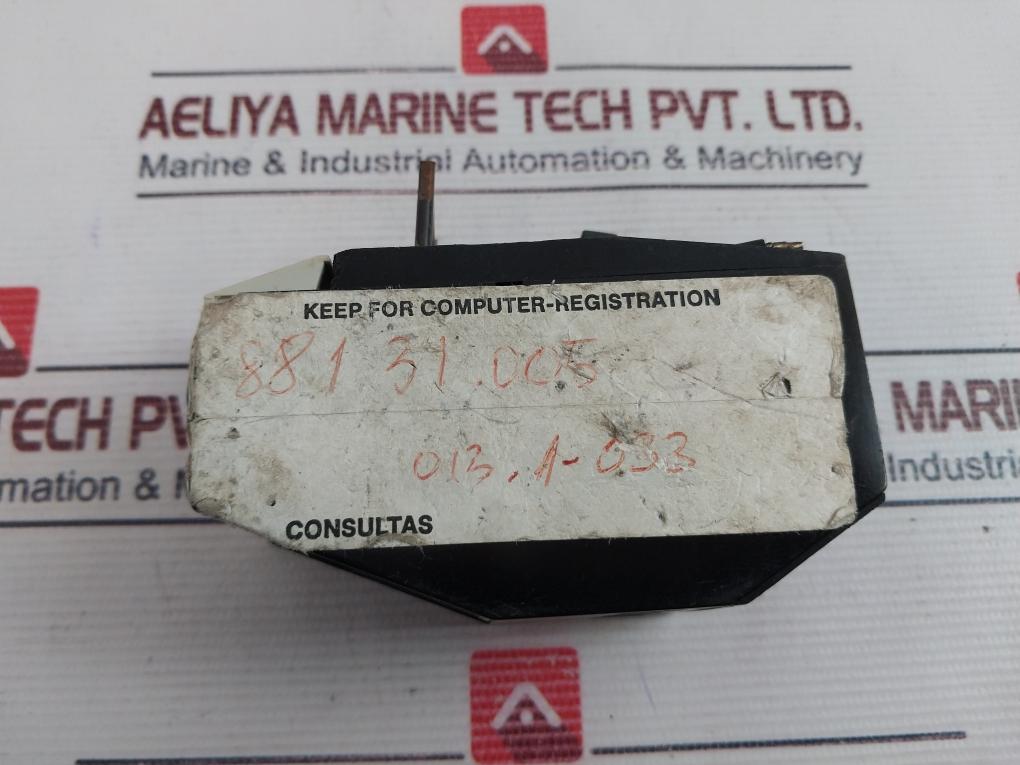 AELIYA MARINE TECH PVT. LTD.
Marine & Industrial Automation & Machinery
KEEP FOR COMPUTER-REGISTRATION
881 31.005
013.1-033
CONSULTAS
TECH PV
mation & M
MARIN
Industria